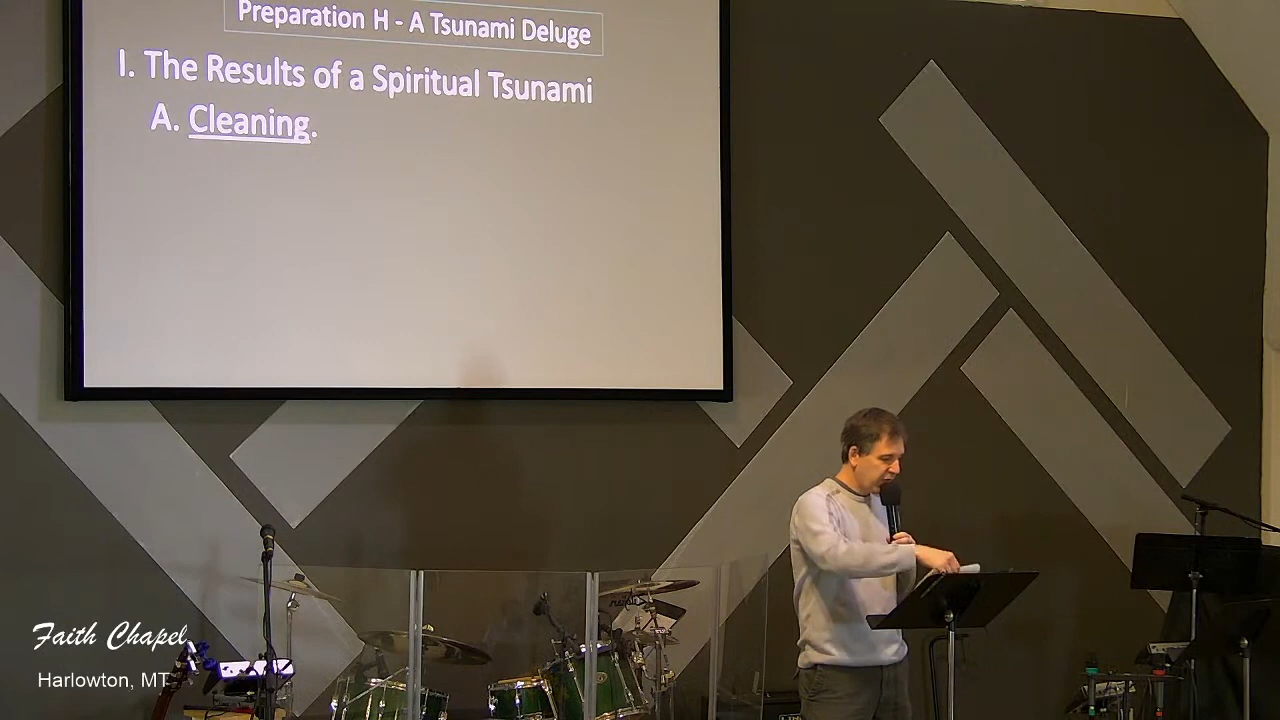 Preparation H - A Tsunami Deluge
I. The Results of a Spiritual Tsunami
A. Cleaning.
Faith Chapel
Harlowton, MT